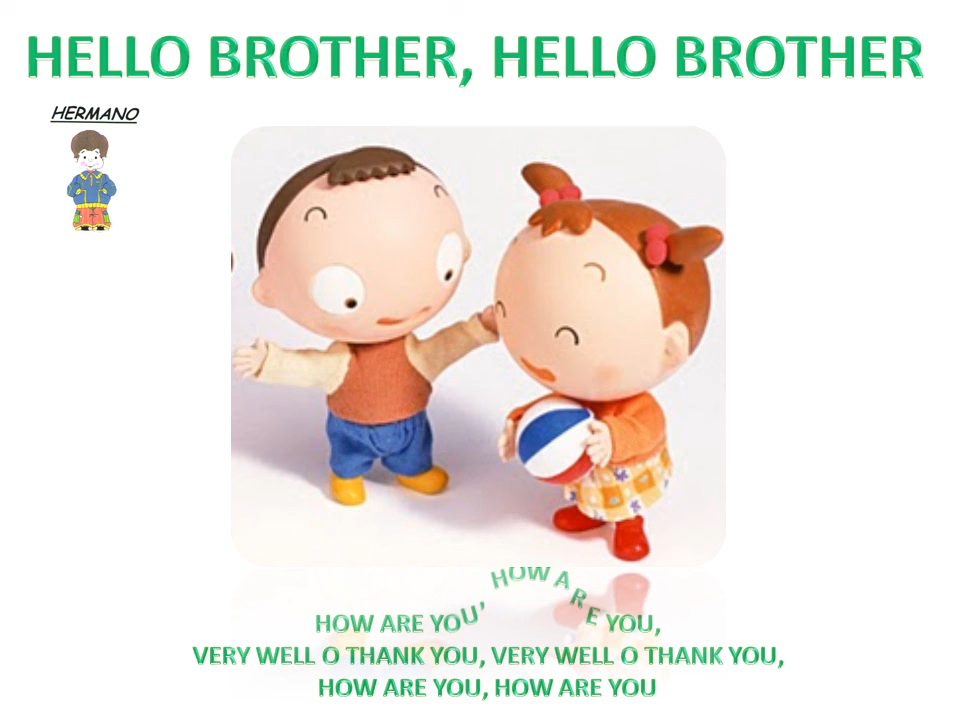 HELLO BROTHER, HELLO BROTHER
HERMANO
HOW ARE YOU, HOW ARE YOU,
VERY WELL O THANK YOU, VERY WELL O THANK YOU,
HOW ARE YOU, HOW ARE YOU